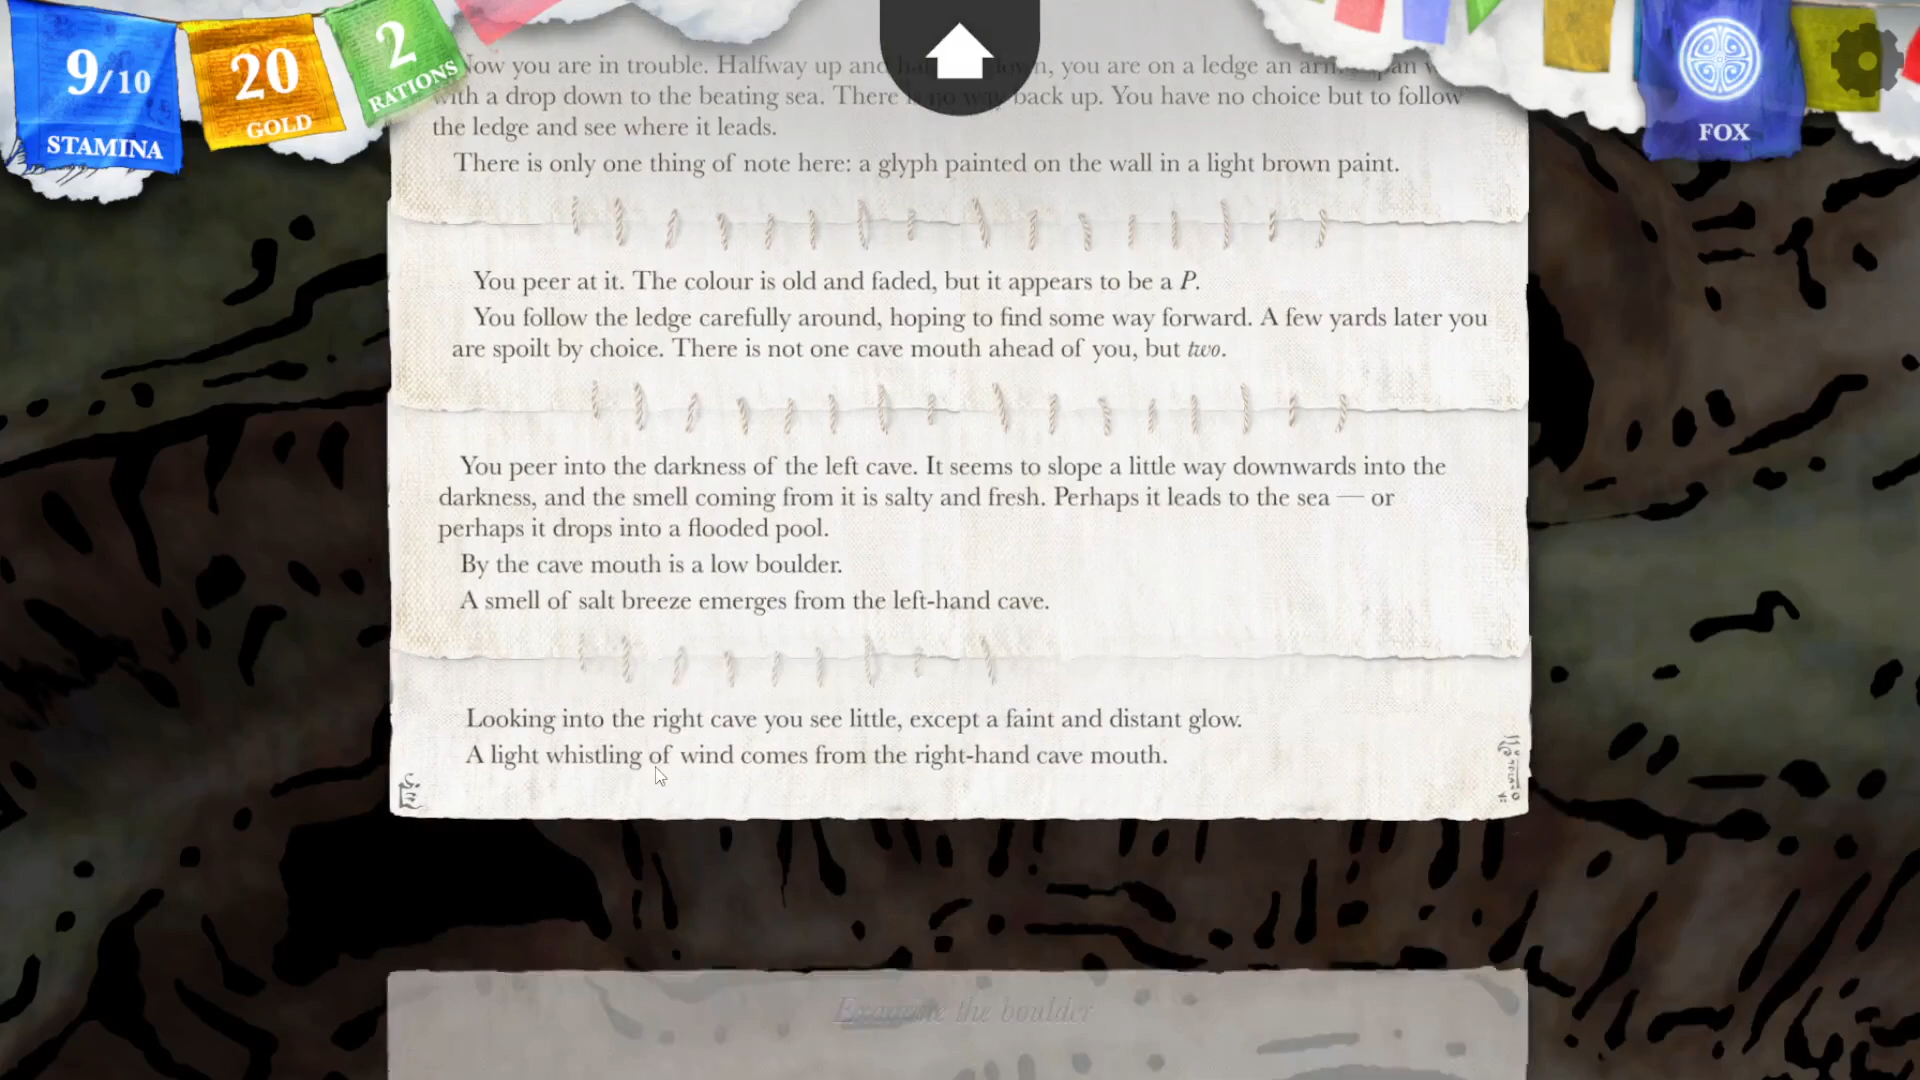 9/10
STAMINA
20
GOLD
2
RATIONS
FOX
Now you are in trouble. Halfway up and you are on a ledge an
with a drop down to the beating sea. There is no way back up. You have no choice but to follow
the ledge and see where it leads.
There is only one thing of note here: a glyph painted on the wall in a light brown paint.
You peer at it. The colour is old and faded, but it appears to be a P.
You follow the ledge carefully around, hoping to find some way forward. A few yards later you
are spoilt by choice. There is not one cave mouth ahead of you, but two.
You peer into the darkness of the left cave. It seems to slope a little way downwards into the
darkness, and the smell coming from it is salty and fresh. Perhaps it leads to the sea — or
perhaps it drops into a flooded pool.
By the cave mouth is a low boulder.
A smell of salt breeze emerges from the left-hand cave.
Looking into the right cave you see little, except a faint and distant glow.
A light whistling of wind comes from the right-hand cave mouth.
Examine the boulder